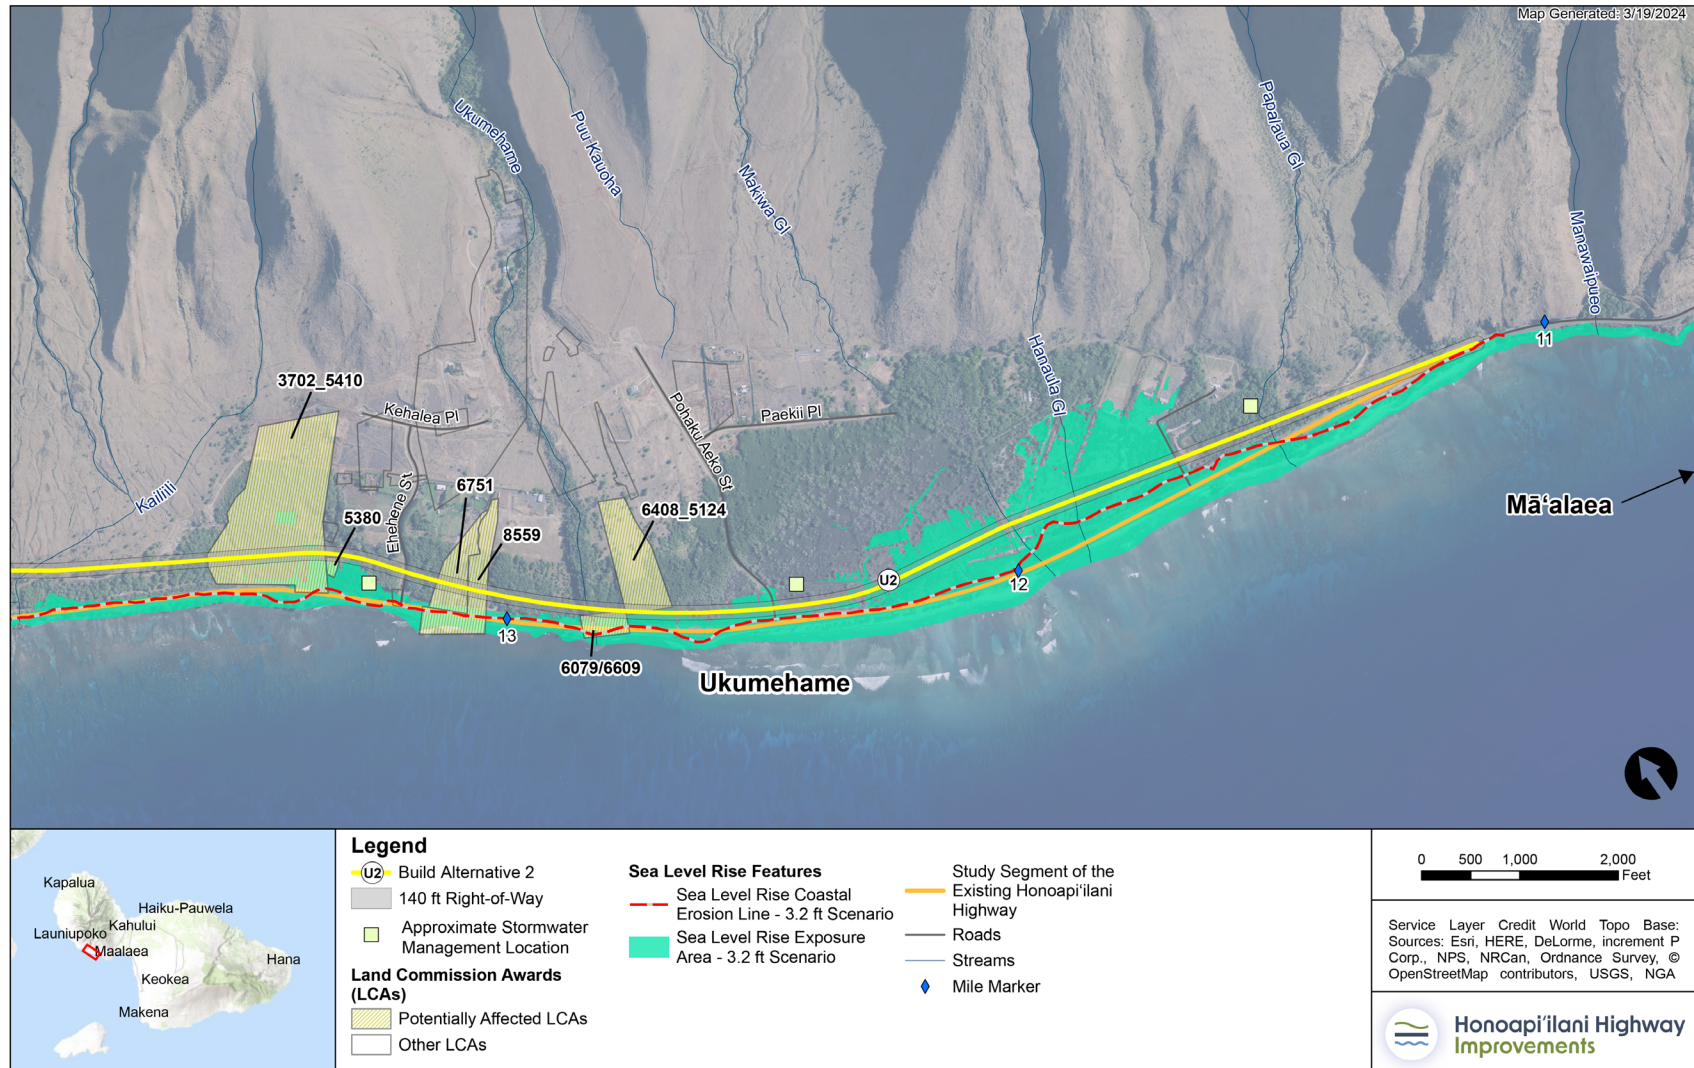 Map Generated: 3/19/2024
Ukumehame
Puu Kauoha
Makiwa Gl
Papalaua Gl
Manawaipueo
Hanaula Gl
11
3702_5410
Kehalea Pl
Pohaku Aeko St
Paekii Pl
Kailili
Ehehene St
6751
5380
8559
6408_5124
Mā‘alaea
U2
12
13
6079/6609
Ukumehame
Kapalua
Haiku-Pauwela
Kahului
Launiupoko
Maalaea
Hana
Keokea
Makena
Legend
U2 Build Alternative 2
140 ft Right-of-Way
Approximate Stormwater
Management Location
Land Commission Awards
(LCAs)
Potentially Affected LCAs
Other LCAs
Sea Level Rise Features
Sea Level Rise Coastal
Erosion Line - 3.2 ft Scenario
Sea Level Rise Exposure
Area - 3.2 ft Scenario
Study Segment of the
Existing Honoapi‘ilani
Highway
Roads
Streams
Mile Marker
0 500 1,000 2,000
Feet
Service Layer Credit World Topo Base:
Sources: Esri, HERE, DeLorme, increment P
Corp., NPS, NRCan, Ordnance Survey, ©
OpenStreetMap contributors, USGS, NGA
Honoapi‘ilani Highway
Improvements